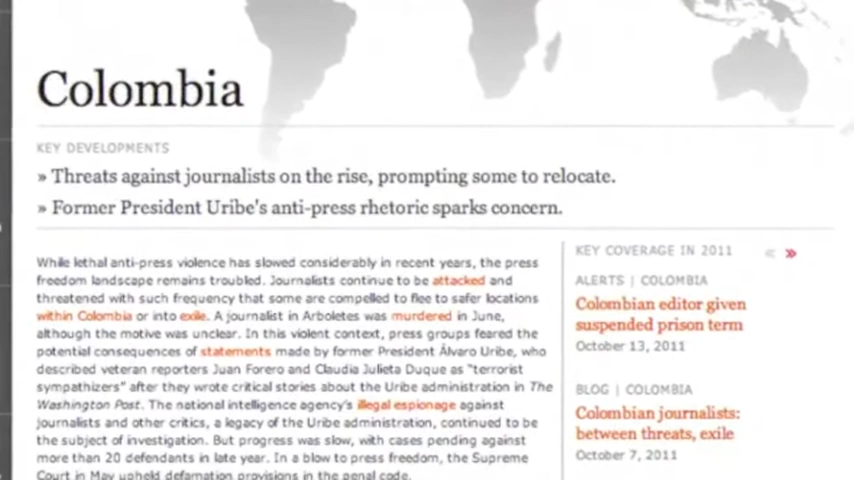 Colombia
KEY DEVELOPMENTS
» Threats against journalists on the rise, prompting some to relocate.
» Former President Uribe's anti-press rhetoric sparks concern.
While lethal anti-press violence has slowed considerably in recent years, the press
freedom landscape remains troubled. Journalists continue to be attacked and
threatened with such frequency that some are compelled to flee to safer locations
within Colombia or into exile. A journalist in Arboletes was murdered in June,
although the motive was unclear. In this violent context, press groups feared the
potential consequences of statements made by former President Álvaro Uribe, who
described veteran reporters Juan Forero and Claudia Julieta Duque as "terrorist
sympathizers" after they wrote critical stories about the Uribe administration in The
Washington Post. The national intelligence agency's illegal espionage against
journalists and other critics, a legacy of the Uribe administration, continued to be
the subject of investigation. But progress was slow, with cases pending against
more than 20 defendants in late year. In a blow to press freedom, the Supreme
Court in May upheld defamation provisions in the penal code.
KEY COVERAGE IN 2011 « »
ALERTS | COLOMBIA
Colombian editor given
suspended prison term
October 13, 2011
BLOG | COLOMBIA
Colombian journalists:
between threats, exile
October 7, 2011